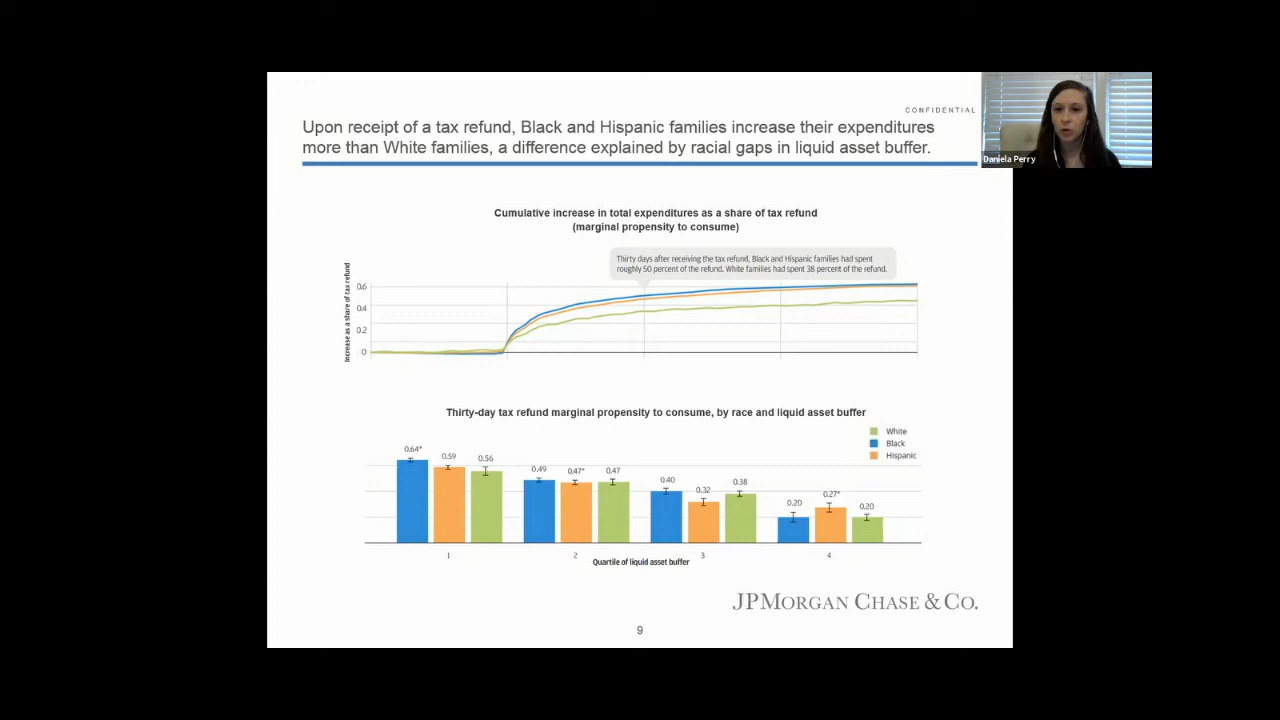 CONFIDENTIAL
Upon receipt of a tax refund, Black and Hispanic families increase their expenditures
more than White families, a difference explained by racial gaps in liquid asset buffer.
Daniela Perry
Cumulative increase in total expenditures as a share of tax refund
(marginal propensity to consume)
Thirty days after receiving the tax refund, Black and Hispanic families had spent
roughly 50 percent of the refund. White families had spent 38 percent of the refund.
Increase as a share of tax refund
0.6
0.4
0.2
0
Thirty-day tax refund marginal propensity to consume, by race and liquid asset buffer
White
Black
Hispanic
0.64* 0.59 0.56
0.49 0.47* 0.47
0.40 0.32 0.38
0.20 0.27* 0.20
1 2 3 4
Quartile of liquid asset buffer
JPMORGAN CHASE & CO.
9